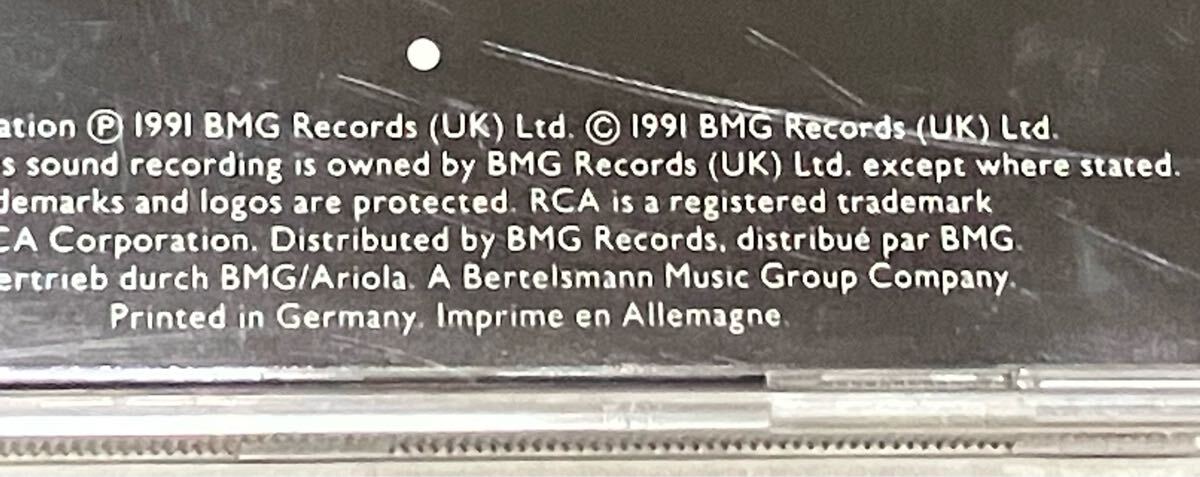 ation ℗ 1991 BMG Records (UK) Ltd. © 1991 BMG Records (UK) Ltd.
s sound recording is owned by BMG Records (UK) Ltd. except where stated.
demarks and logos are protected. RCA is a registered trademark
CA Corporation. Distributed by BMG Records, distribué par BMG.
ertrieb durch BMG/Ariola. A Bertelsmann Music Group Company.
Printed in Germany. Imprime en Allemagne.